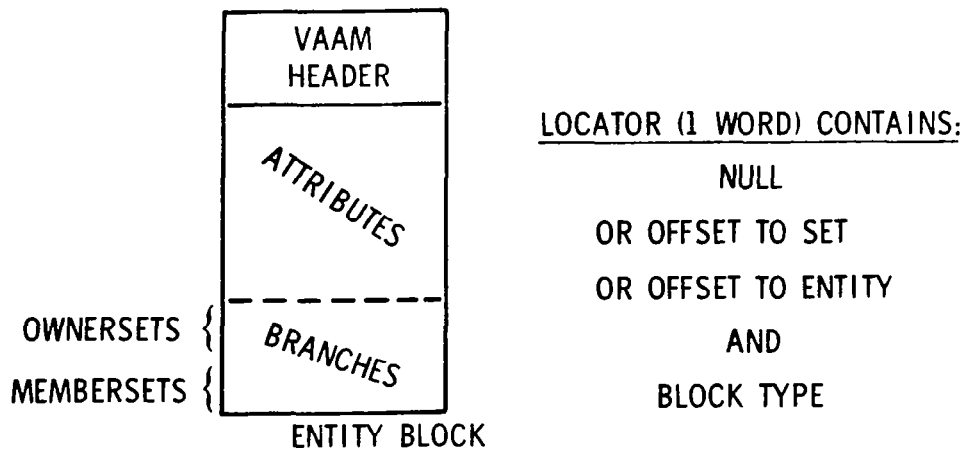 VAAM
HEADER
ATTRIBUTES
OWNERSETS {
BRANCHES
MEMBERSETS {
ENTITY BLOCK
LOCATOR (1 WORD) CONTAINS:
NULL
OR OFFSET TO SET
OR OFFSET TO ENTITY
AND
BLOCK TYPE